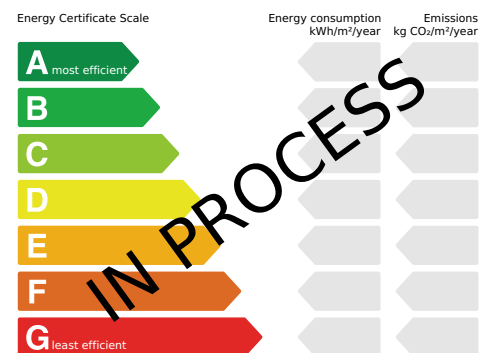 Energy Certificate Scale
Energy consumption
kWh/m²/year
Emissions
kg CO₂/m²/year
A most efficient
B
C
D
E
F
G least efficient
IN PROCESS